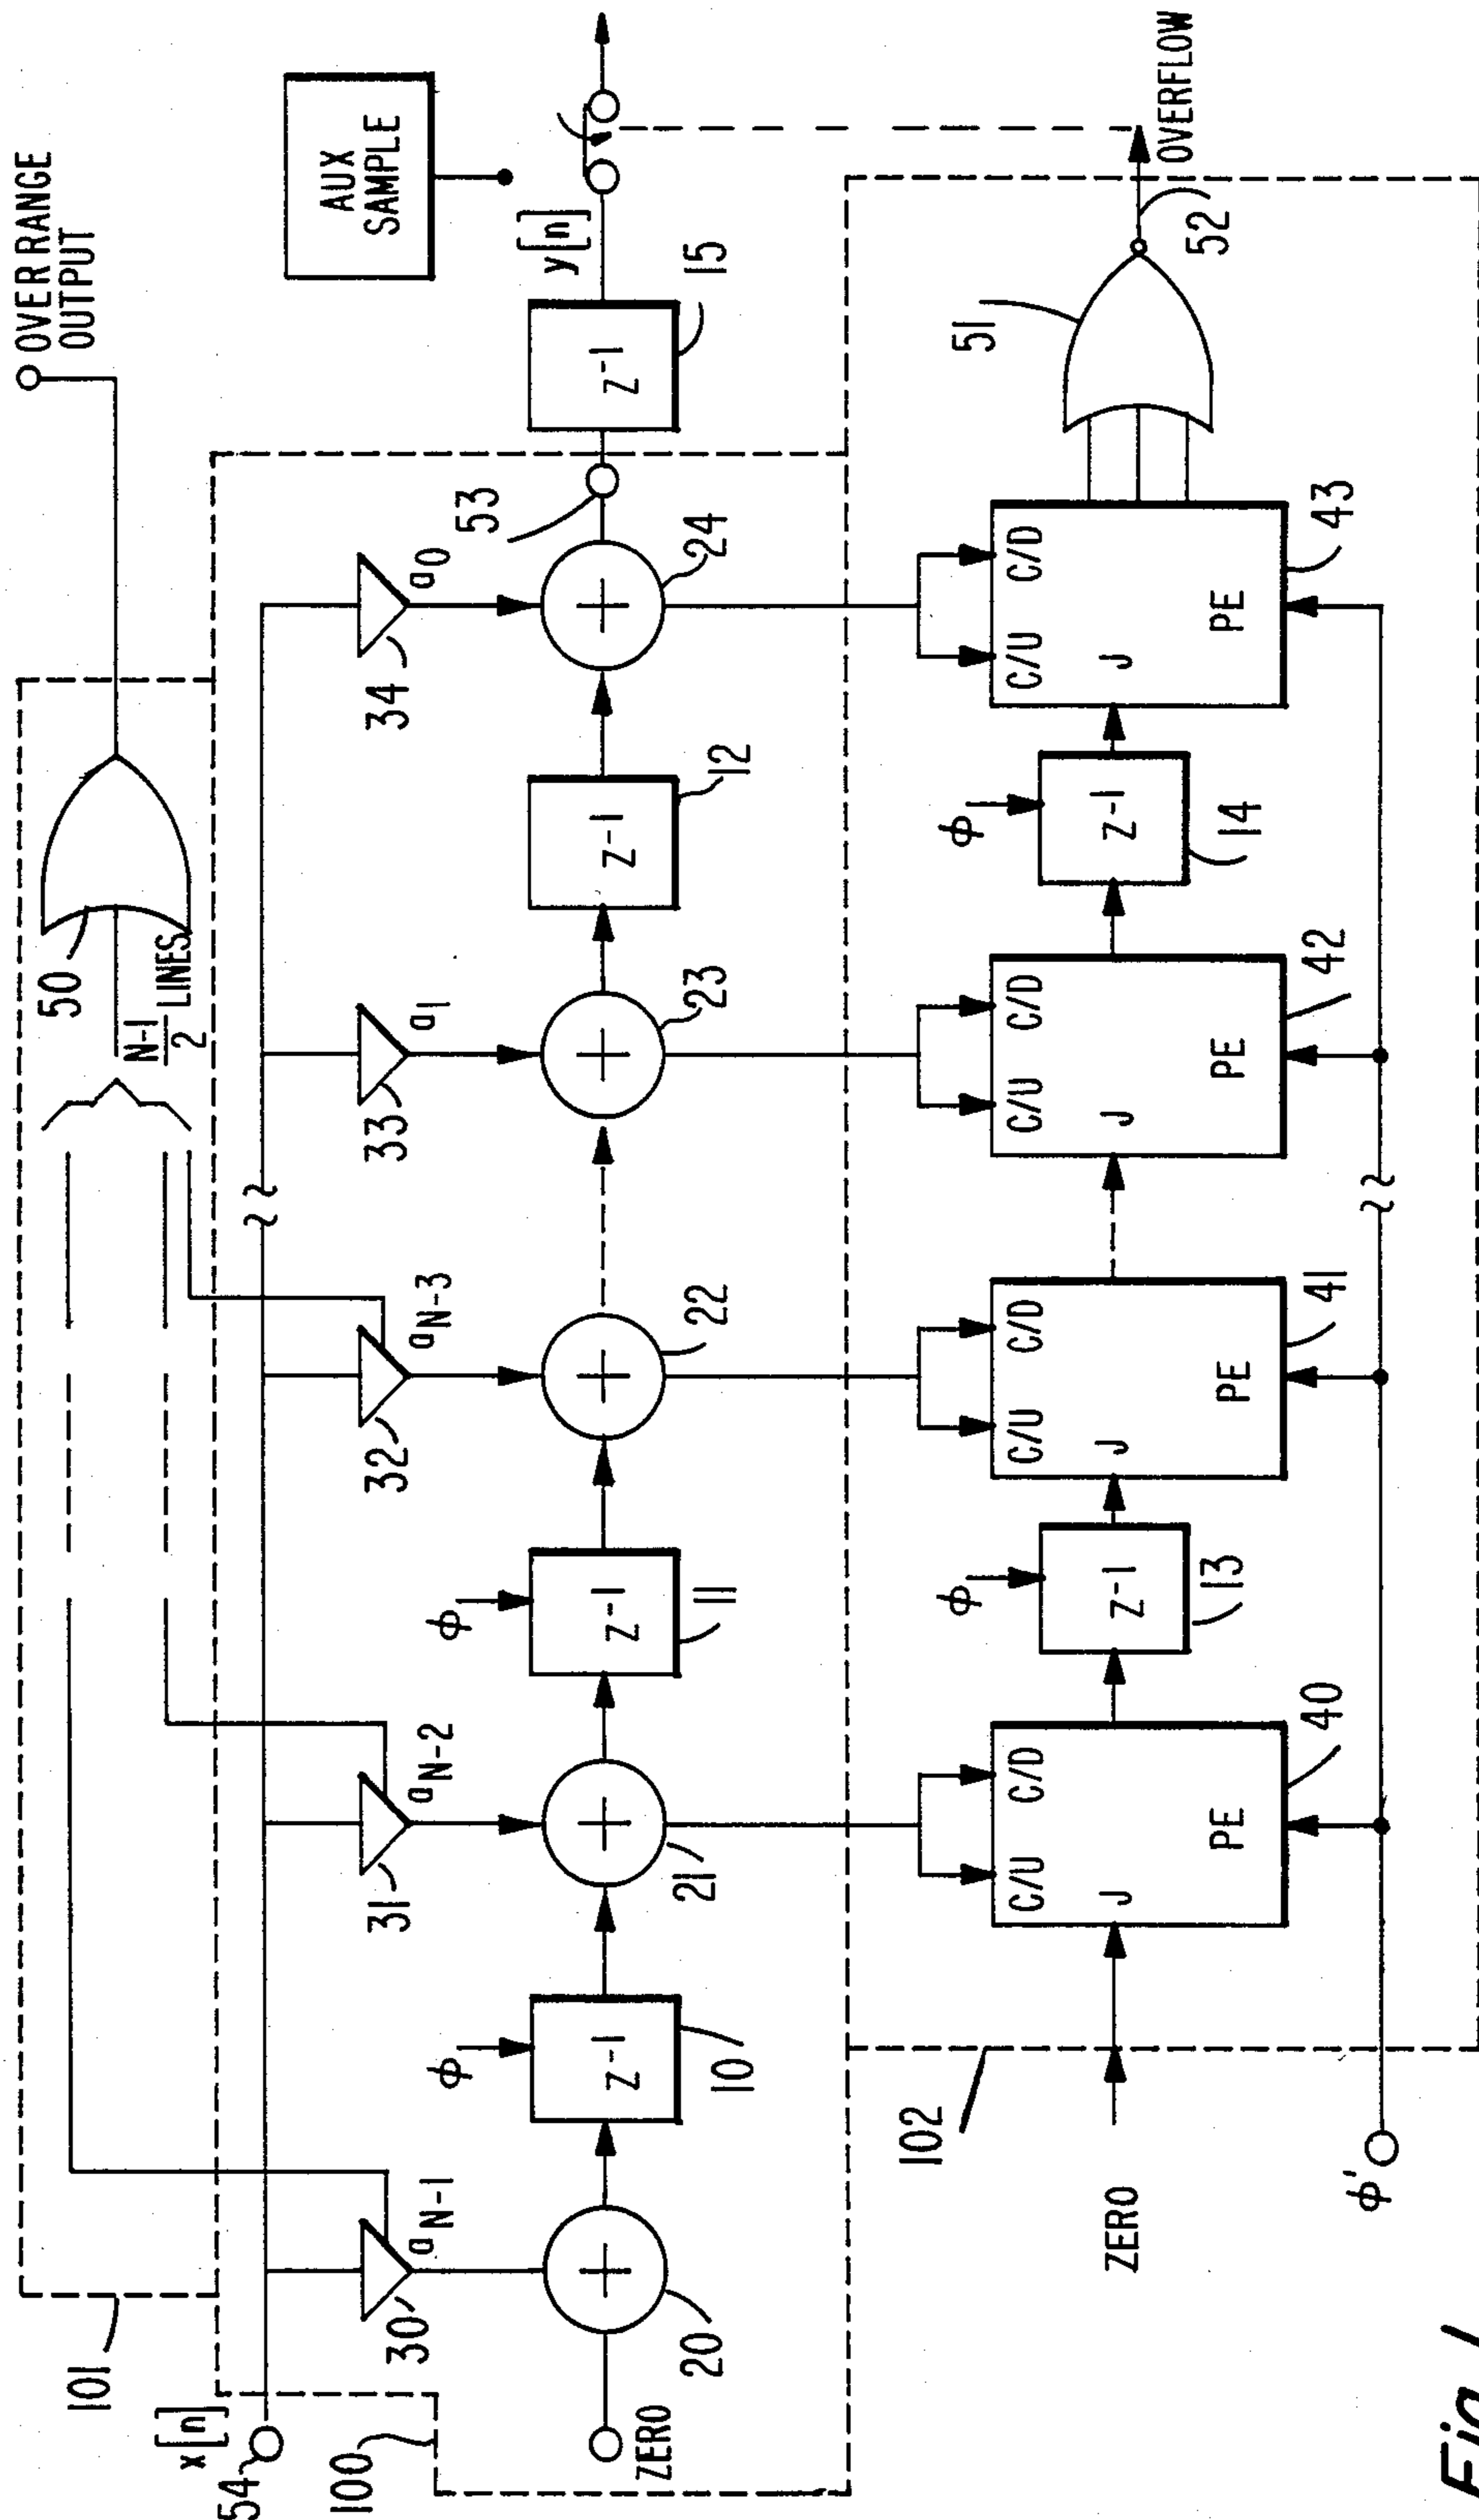 OVER RANGE
OUTPUT
AUX
SAMPLE
101
50
N-1
2
LINES
x[n]
54
100
30
a N-1
31
a N-2
32
a N-3
33
a 1
34
a 0
53
y[n]
ZERO
20
φ
z-1
10
21
φ
z-1
11
22
23
z-1
12
24
z-1
15
102
ZERO
C/U
C/D
J
PE
40
φ
z-1
13
C/U
C/D
J
PE
41
C/U
C/D
J
PE
42
φ
z-1
14
C/U
C/D
J
PE
43
51
52
OVERFLOW
φ'
Fig. 1